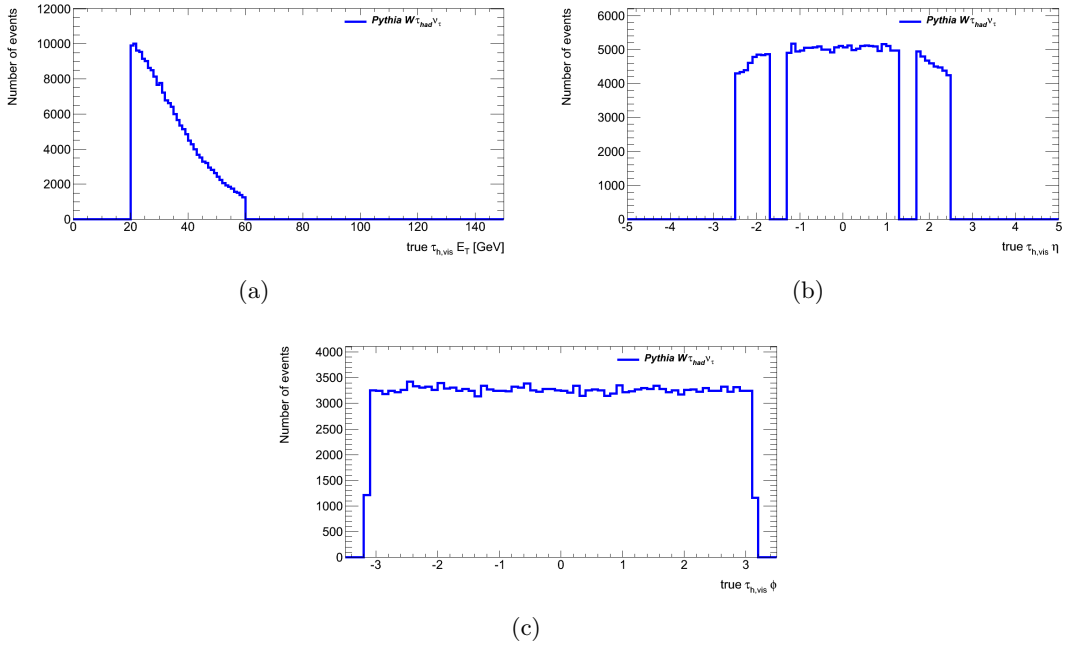 Number of events
12000
10000
8000
6000
4000
2000
0
0 20 40 60 80 100 120 140
Pythia Wτhadντ
true τh,vis ET [GeV]
(a)
Number of events
6000
5000
4000
3000
2000
1000
0
-5 -4 -3 -2 -1 0 1 2 3 4 5
Pythia Wτhadντ
true τh,vis η
(b)
Number of events
4000
3500
3000
2500
2000
1500
1000
500
0
-3 -2 -1 0 1 2 3
Pythia Wτhadντ
true τh,vis ϕ
(c)